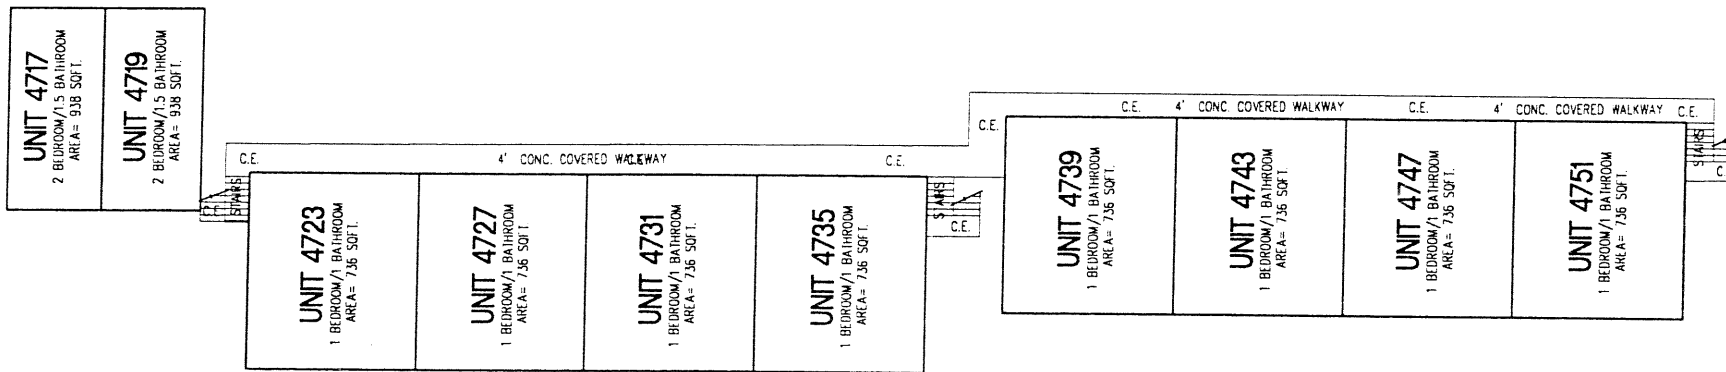 UNIT 4717
2 BEDROOM/1.5 BATHROOM
AREA= 938 SQFT.
UNIT 4719
2 BEDROOM/1.5 BATHROOM
AREA= 938 SQFT.
C.E.
4' CONC. COVERED WALKWAY
C.E.
C.E.
STAIRS
C.E.
UNIT 4723
1 BEDROOM/1 BATHROOM
AREA= 736 SQFT.
UNIT 4727
1 BEDROOM/1 BATHROOM
AREA= 736 SQFT.
UNIT 4731
1 BEDROOM/1 BATHROOM
AREA= 736 SQFT.
UNIT 4735
1 BEDROOM/1 BATHROOM
AREA= 736 SQFT.
STAIRS
C.E.
C.E.
C.E.
4' CONC. COVERED WALKWAY
C.E.
4' CONC. COVERED WALKWAY
C.E.
UNIT 4739
1 BEDROOM/1 BATHROOM
AREA= 736 SQFT.
UNIT 4743
1 BEDROOM/1 BATHROOM
AREA= 736 SQFT.
UNIT 4747
1 BEDROOM/1 BATHROOM
AREA= 736 SQFT.
UNIT 4751
1 BEDROOM/1 BATHROOM
AREA= 736 SQFT.
STAIRS